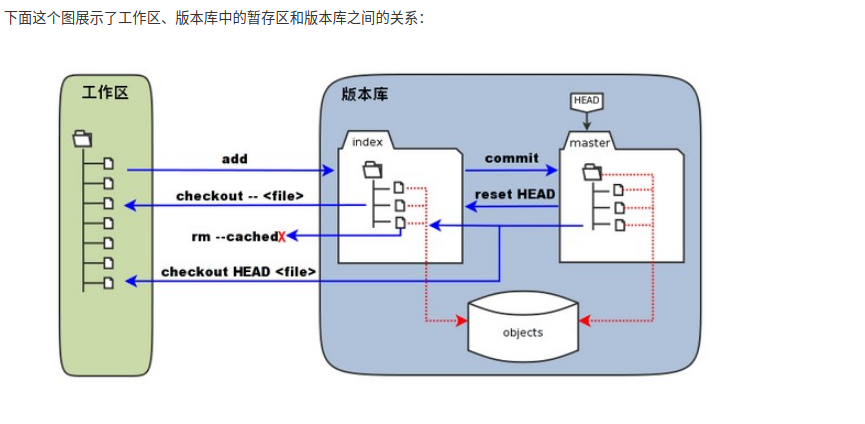 下面这个图展示了工作区、版本库中的暂存区和版本库之间的关系：
工作区
版本库
HEAD
index
master
add
commit
checkout -- <file>
reset HEAD
rm --cached
X
checkout HEAD <file>
objects